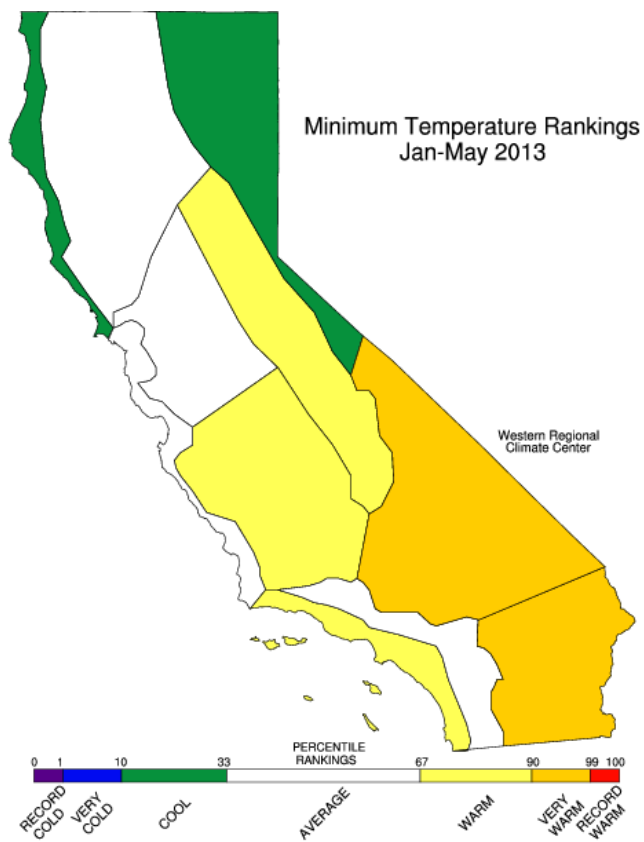 Minimum Temperature Rankings
Jan-May 2013
Western Regional
Climate Center
PERCENTILE
RANKINGS
0 1 10 33 67 90 99 100
RECORD
COLD
VERY
COLD
COOL
AVERAGE
WARM
VERY
WARM
RECORD
WARM